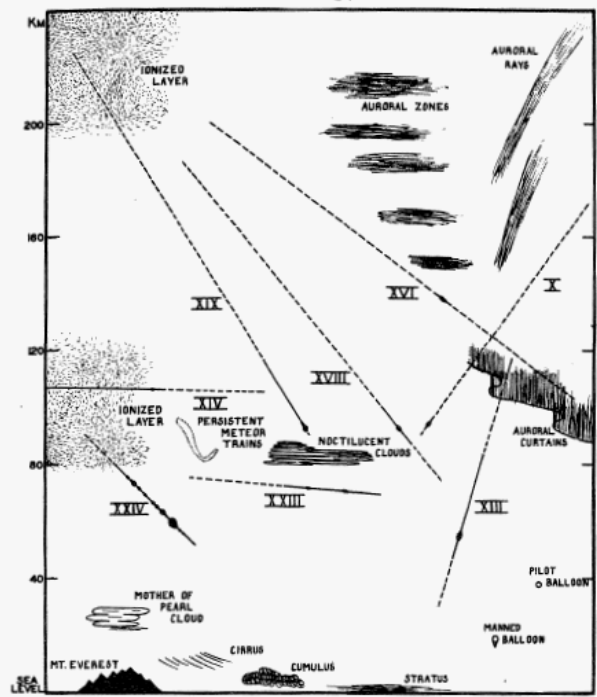 KM
IONIZED
LAYER
AURORAL
RAYS
AURORAL ZONES
200
160
X
XVI
XIX
120
XVIII
XIV
IONIZED
LAYER
PERSISTENT
METEOR
TRAINS
NOCTILUCENT
CLOUDS
AURORAL
CURTAINS
80
XXIII
XXIV
XIII
40
PILOT
BALLOON
MOTHER OF
PEARL
CLOUD
MANNED
BALLOON
CIRRUS
MT. EVEREST
CUMULUS
STRATUS
SEA
LEVEL